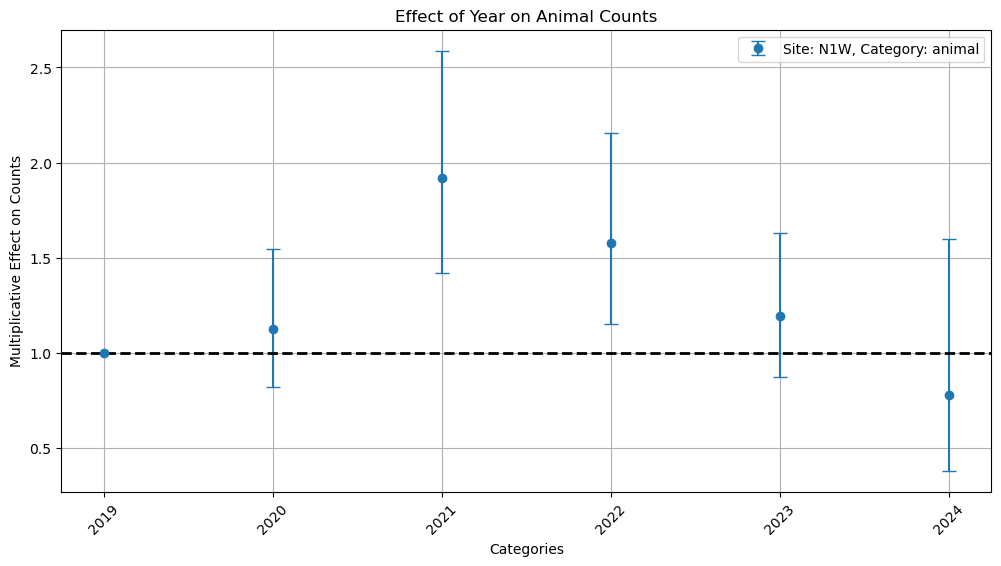 Effect of Year on Animal Counts
Site: N1W, Category: animal
Multiplicative Effect on Counts
2.5
2.0
1.5
1.0
0.5
2019
2020
2021
2022
2023
2024
Categories